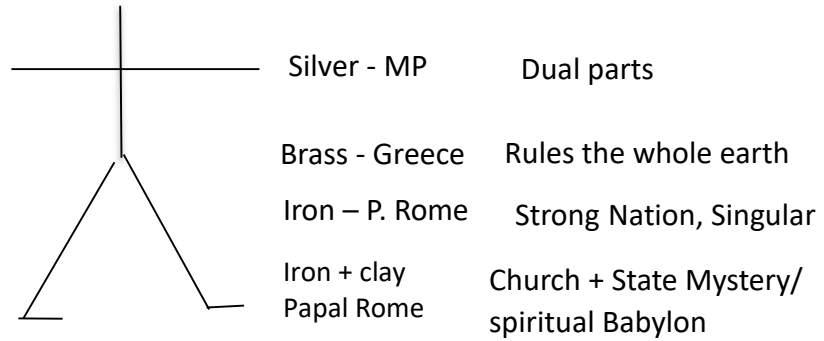 Silver - MP Dual parts
Brass - Greece Rules the whole earth
Iron – P. Rome Strong Nation, Singular
Iron + clay Church + State Mystery/
Papal Rome spiritual Babylon